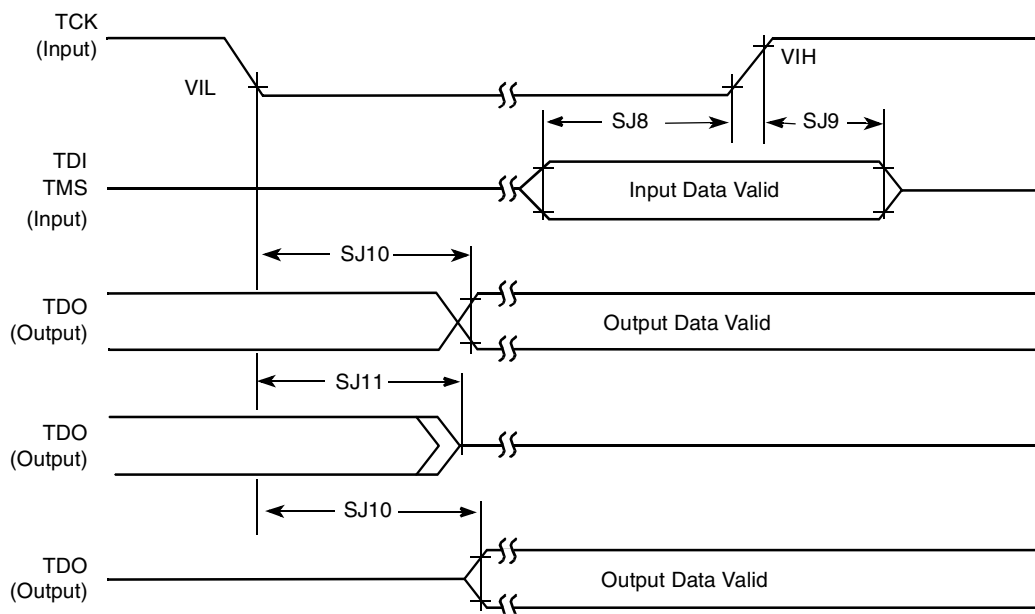 TCK
(Input)
VIL
VIH
SJ8
SJ9
TDI
TMS
(Input)
Input Data Valid
SJ10
TDO
(Output)
Output Data Valid
SJ11
TDO
(Output)
SJ10
TDO
(Output)
Output Data Valid